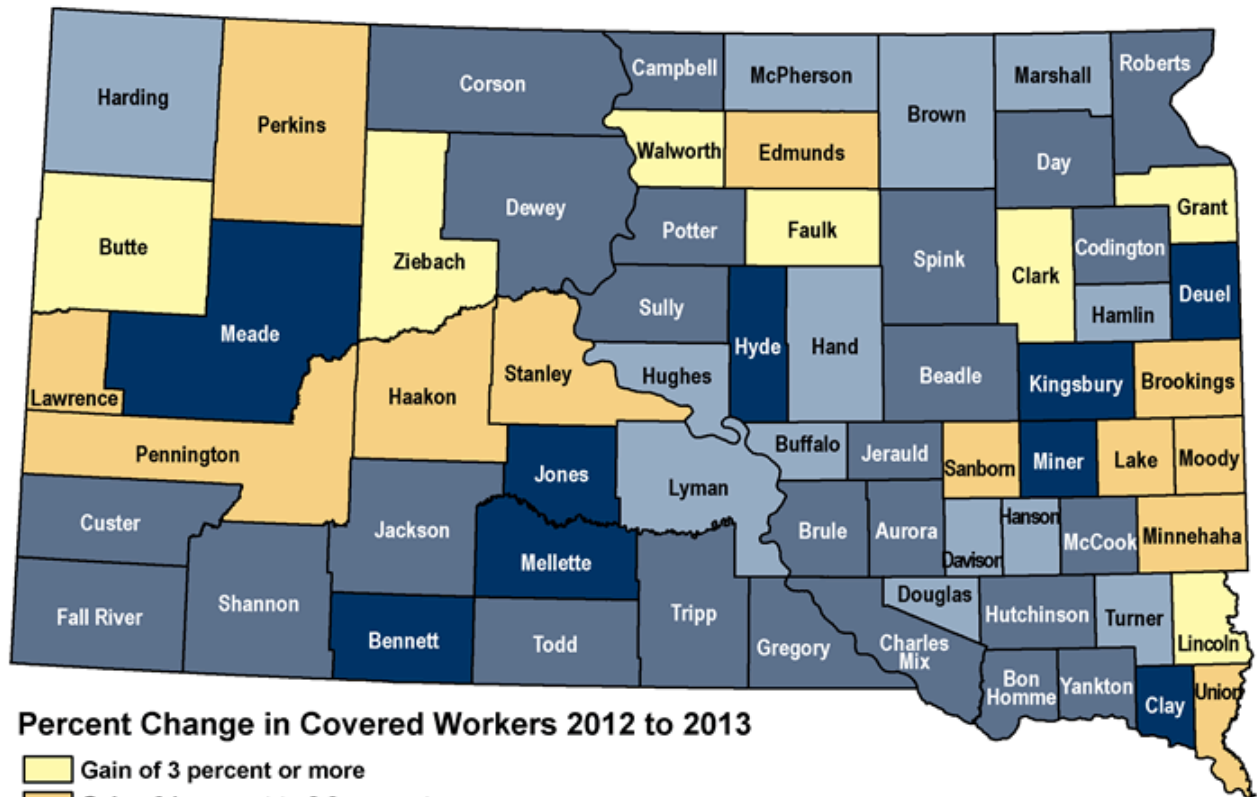 Campbell
McPherson
Marshall
Roberts
Harding
Corson
Perkins
Brown
Walworth
Edmunds
Day
Butte
Dewey
Potter
Faulk
Grant
Ziebach
Spink
Clark
Codington
Sully
Deuel
Meade
Hyde
Hand
Hamlin
Lawrence
Haakon
Stanley
Hughes
Beadle
Kingsbury
Brookings
Pennington
Jones
Buffalo
Jerauld
Sanborn
Miner
Lake
Moody
Lyman
Custer
Jackson
Mellette
Brule
Aurora
Davison
Hanson
McCook
Minnehaha
Fall River
Shannon
Bennett
Todd
Tripp
Gregory
Douglas
Charles
Mix
Hutchinson
Turner
Lincoln
Bon
Homme
Yankton
Clay
Union
Percent Change in Covered Workers 2012 to 2013
Gain of 3 percent or more